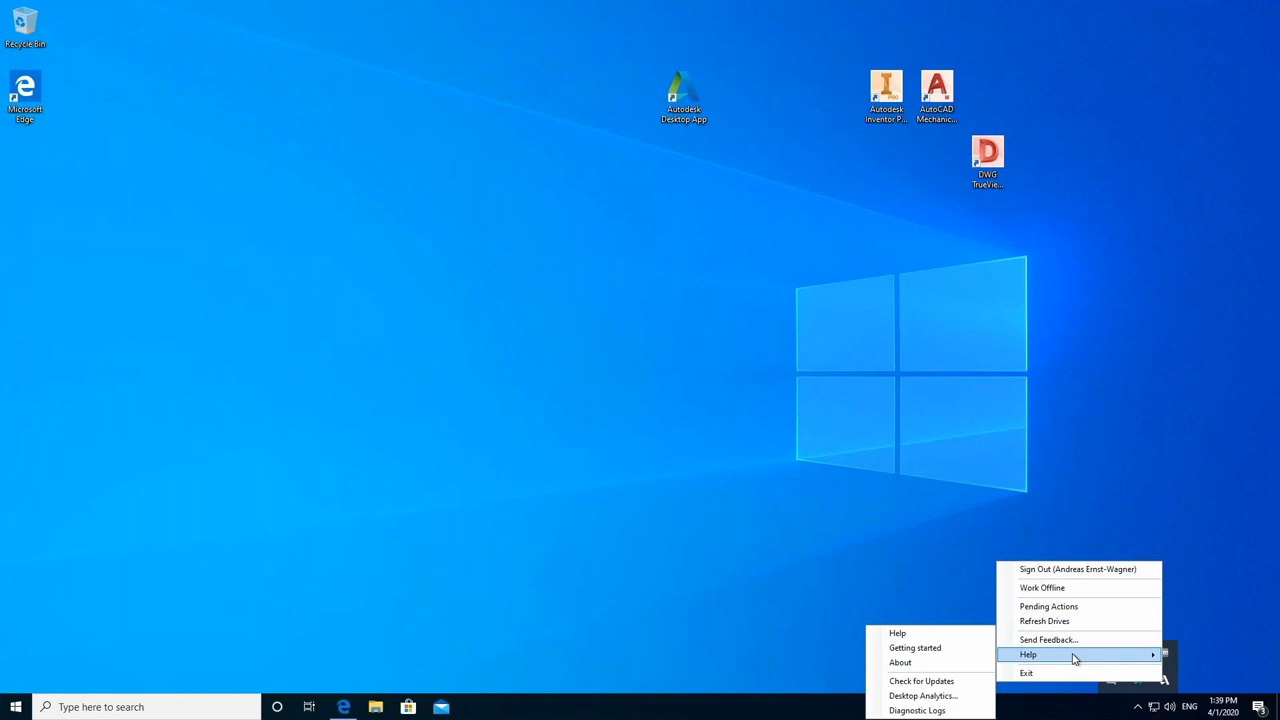 Recycle Bin
Microsoft
Edge
Autodesk
Desktop App
Autodesk
Inventor P...
AutoCAD
Mechanic...
DWG
TrueVie...
Sign Out (Andreas Ernst-Wagner)
Work Offline
Pending Actions
Refresh Drives
Send Feedback...
Help
Exit
Help
Getting started
About
Check for Updates
Desktop Analytics...
Diagnostic Logs
Type here to search
ENG
1:39 PM
4/1/2020
3